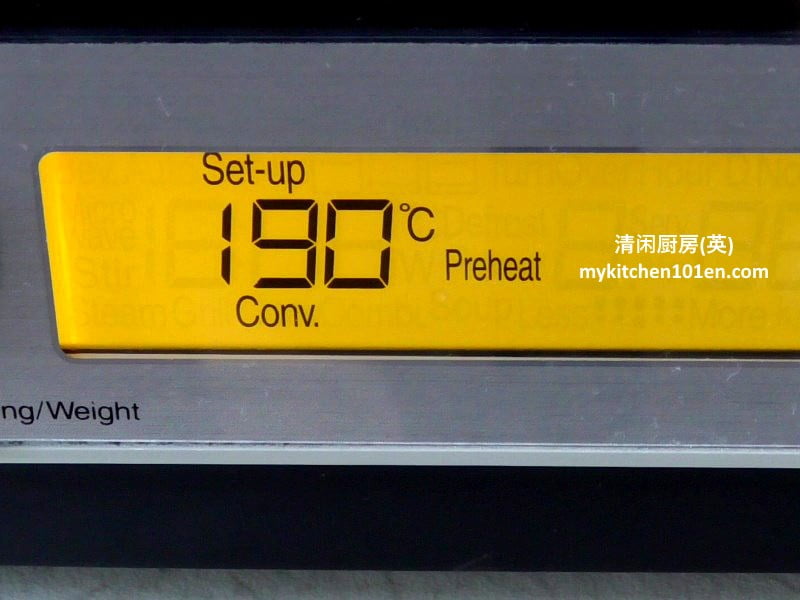 Set-up
190°C
Preheat
Conv.
清闲厨房(英)
mykitchen101en.com
ng/Weight